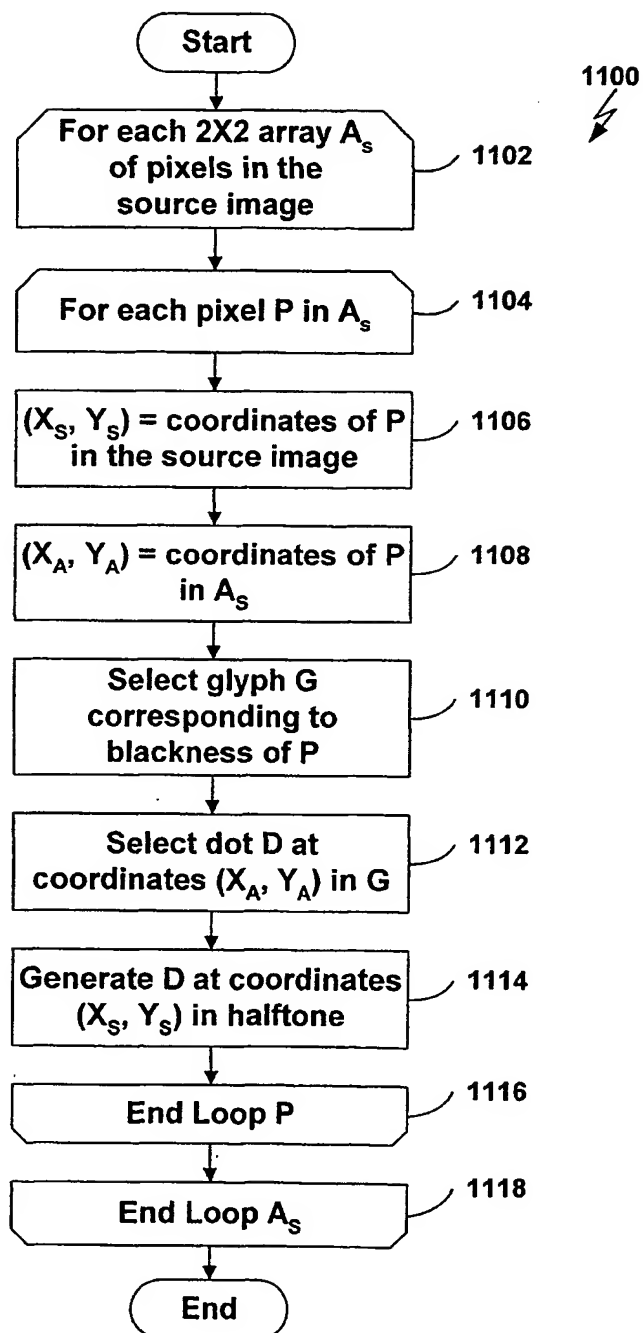 Start
1100
For each 2X2 array A_s
of pixels in the
source image
1102
For each pixel P in A_s
1104
(X_S, Y_S) = coordinates of P
in the source image
1106
(X_A, Y_A) = coordinates of P
in A_S
1108
Select glyph G
corresponding to
blackness of P
1110
Select dot D at
coordinates (X_A, Y_A) in G
1112
Generate D at coordinates
(X_S, Y_S) in halftone
1114
End Loop P
1116
End Loop A_S
1118
End